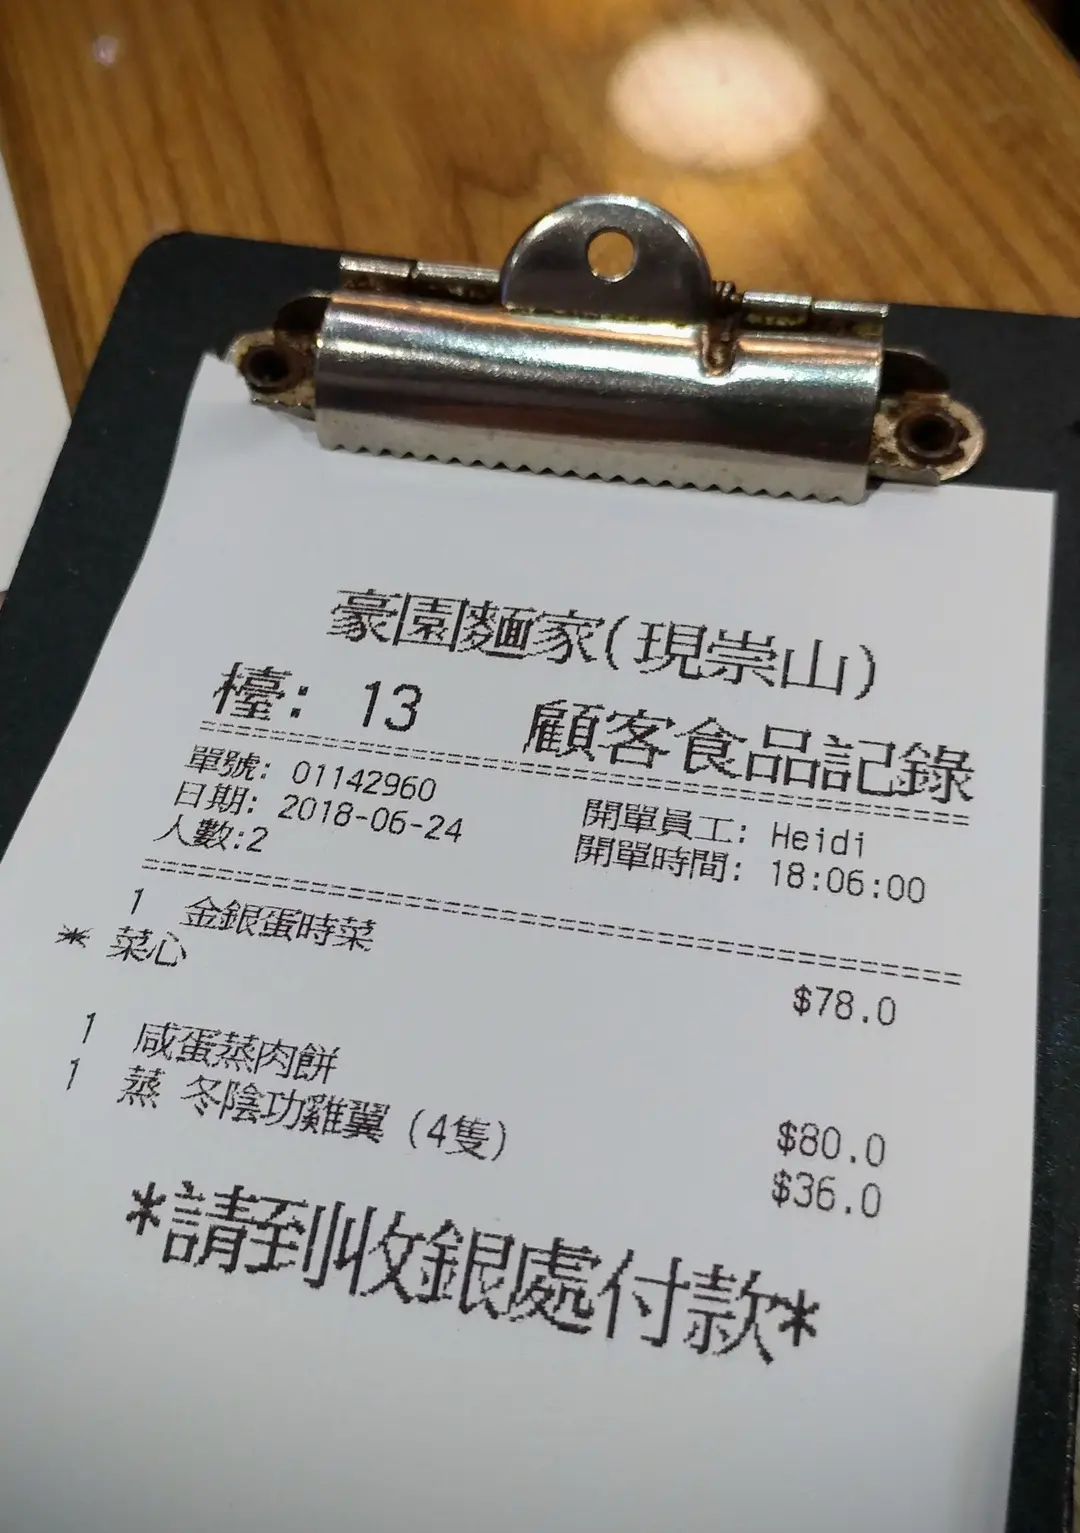 豪園麵家(現崇山)
檯: 13 顧客食品記錄
單號: 01142960
日期: 2018-06-24 開單員工: Heidi
人數:2 開單時間: 18:06:00
1 金銀蛋時菜 $78.0
* 菜心
1 咸蛋蒸肉餅 $80.0
1 蒸 冬陰功雞翼 (4隻) $36.0
*請到收銀處付款*